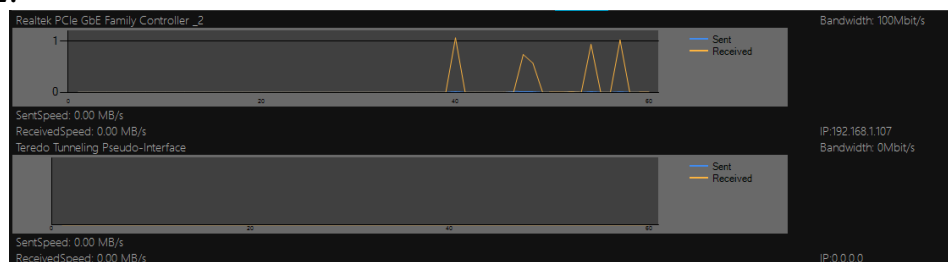 Realtek PCIe GbE Family Controller _2
Bandwidth: 100Mbit/s
1
Sent
Received
0
0 20 40 60
SentSpeed: 0.00 MB/s
ReceivedSpeed: 0.00 MB/s
IP:192.168.1.107
Teredo Tunneling Pseudo-Interface
Bandwidth: 0Mbit/s
Sent
Received
0 20 40 60
SentSpeed: 0.00 MB/s
ReceivedSpeed: 0.00 MB/s
IP:0.0.0.0